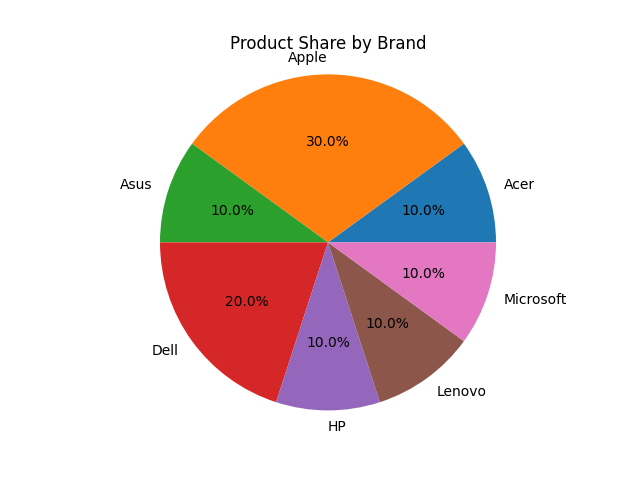 Product Share by Brand
Apple
30.0%
Asus
10.0%
Acer
10.0%
Dell
20.0%
Microsoft
10.0%
HP
10.0%
Lenovo
10.0%